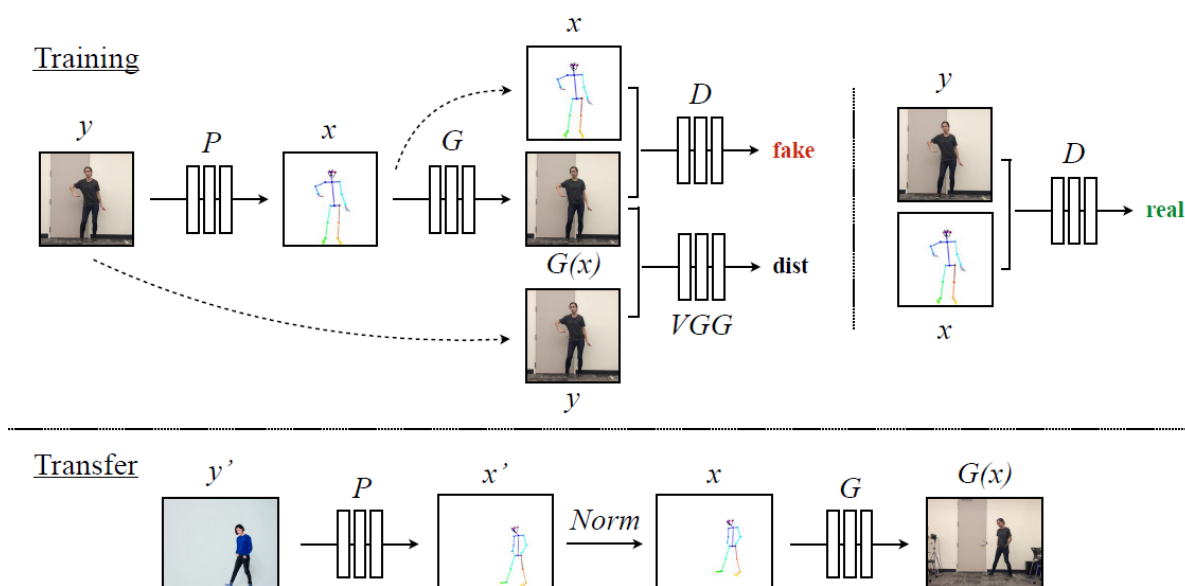 Training
y
P
x
G
x
G(x)
y
D
fake
VGG
dist
y
x
D
real
Transfer
y’
P
x’
Norm
x
G
G(x)